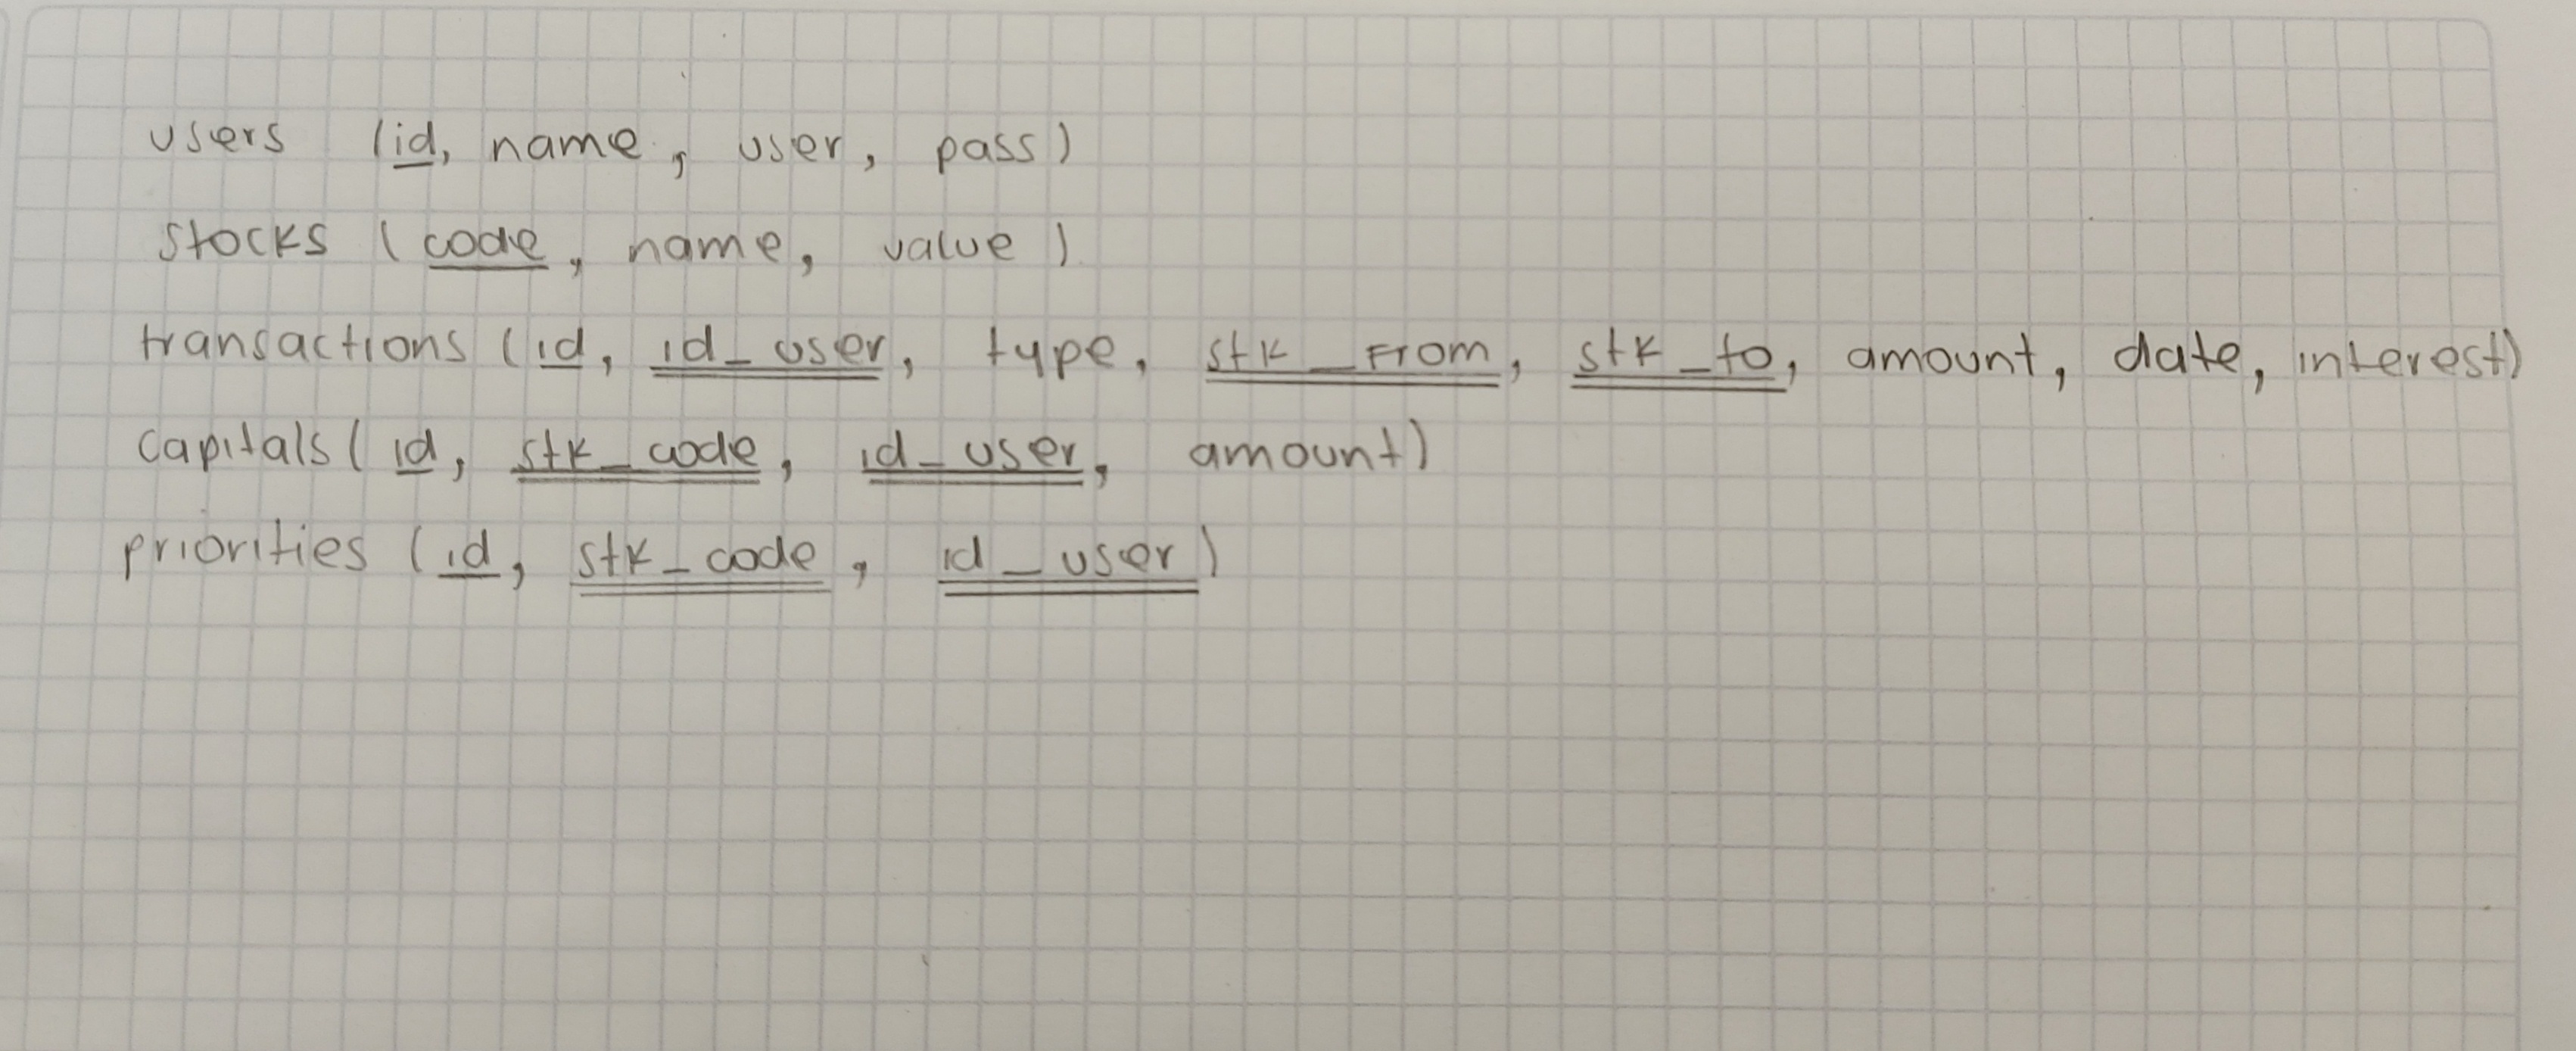 users (id, name, user, pass)
stocks (code, name, value)
transactions (id, id_user, type, stk_from, stk_to, amount, date, interest)
capitals (id, stk_code, id_user, amount)
priorities (id, stk_code, id_user)